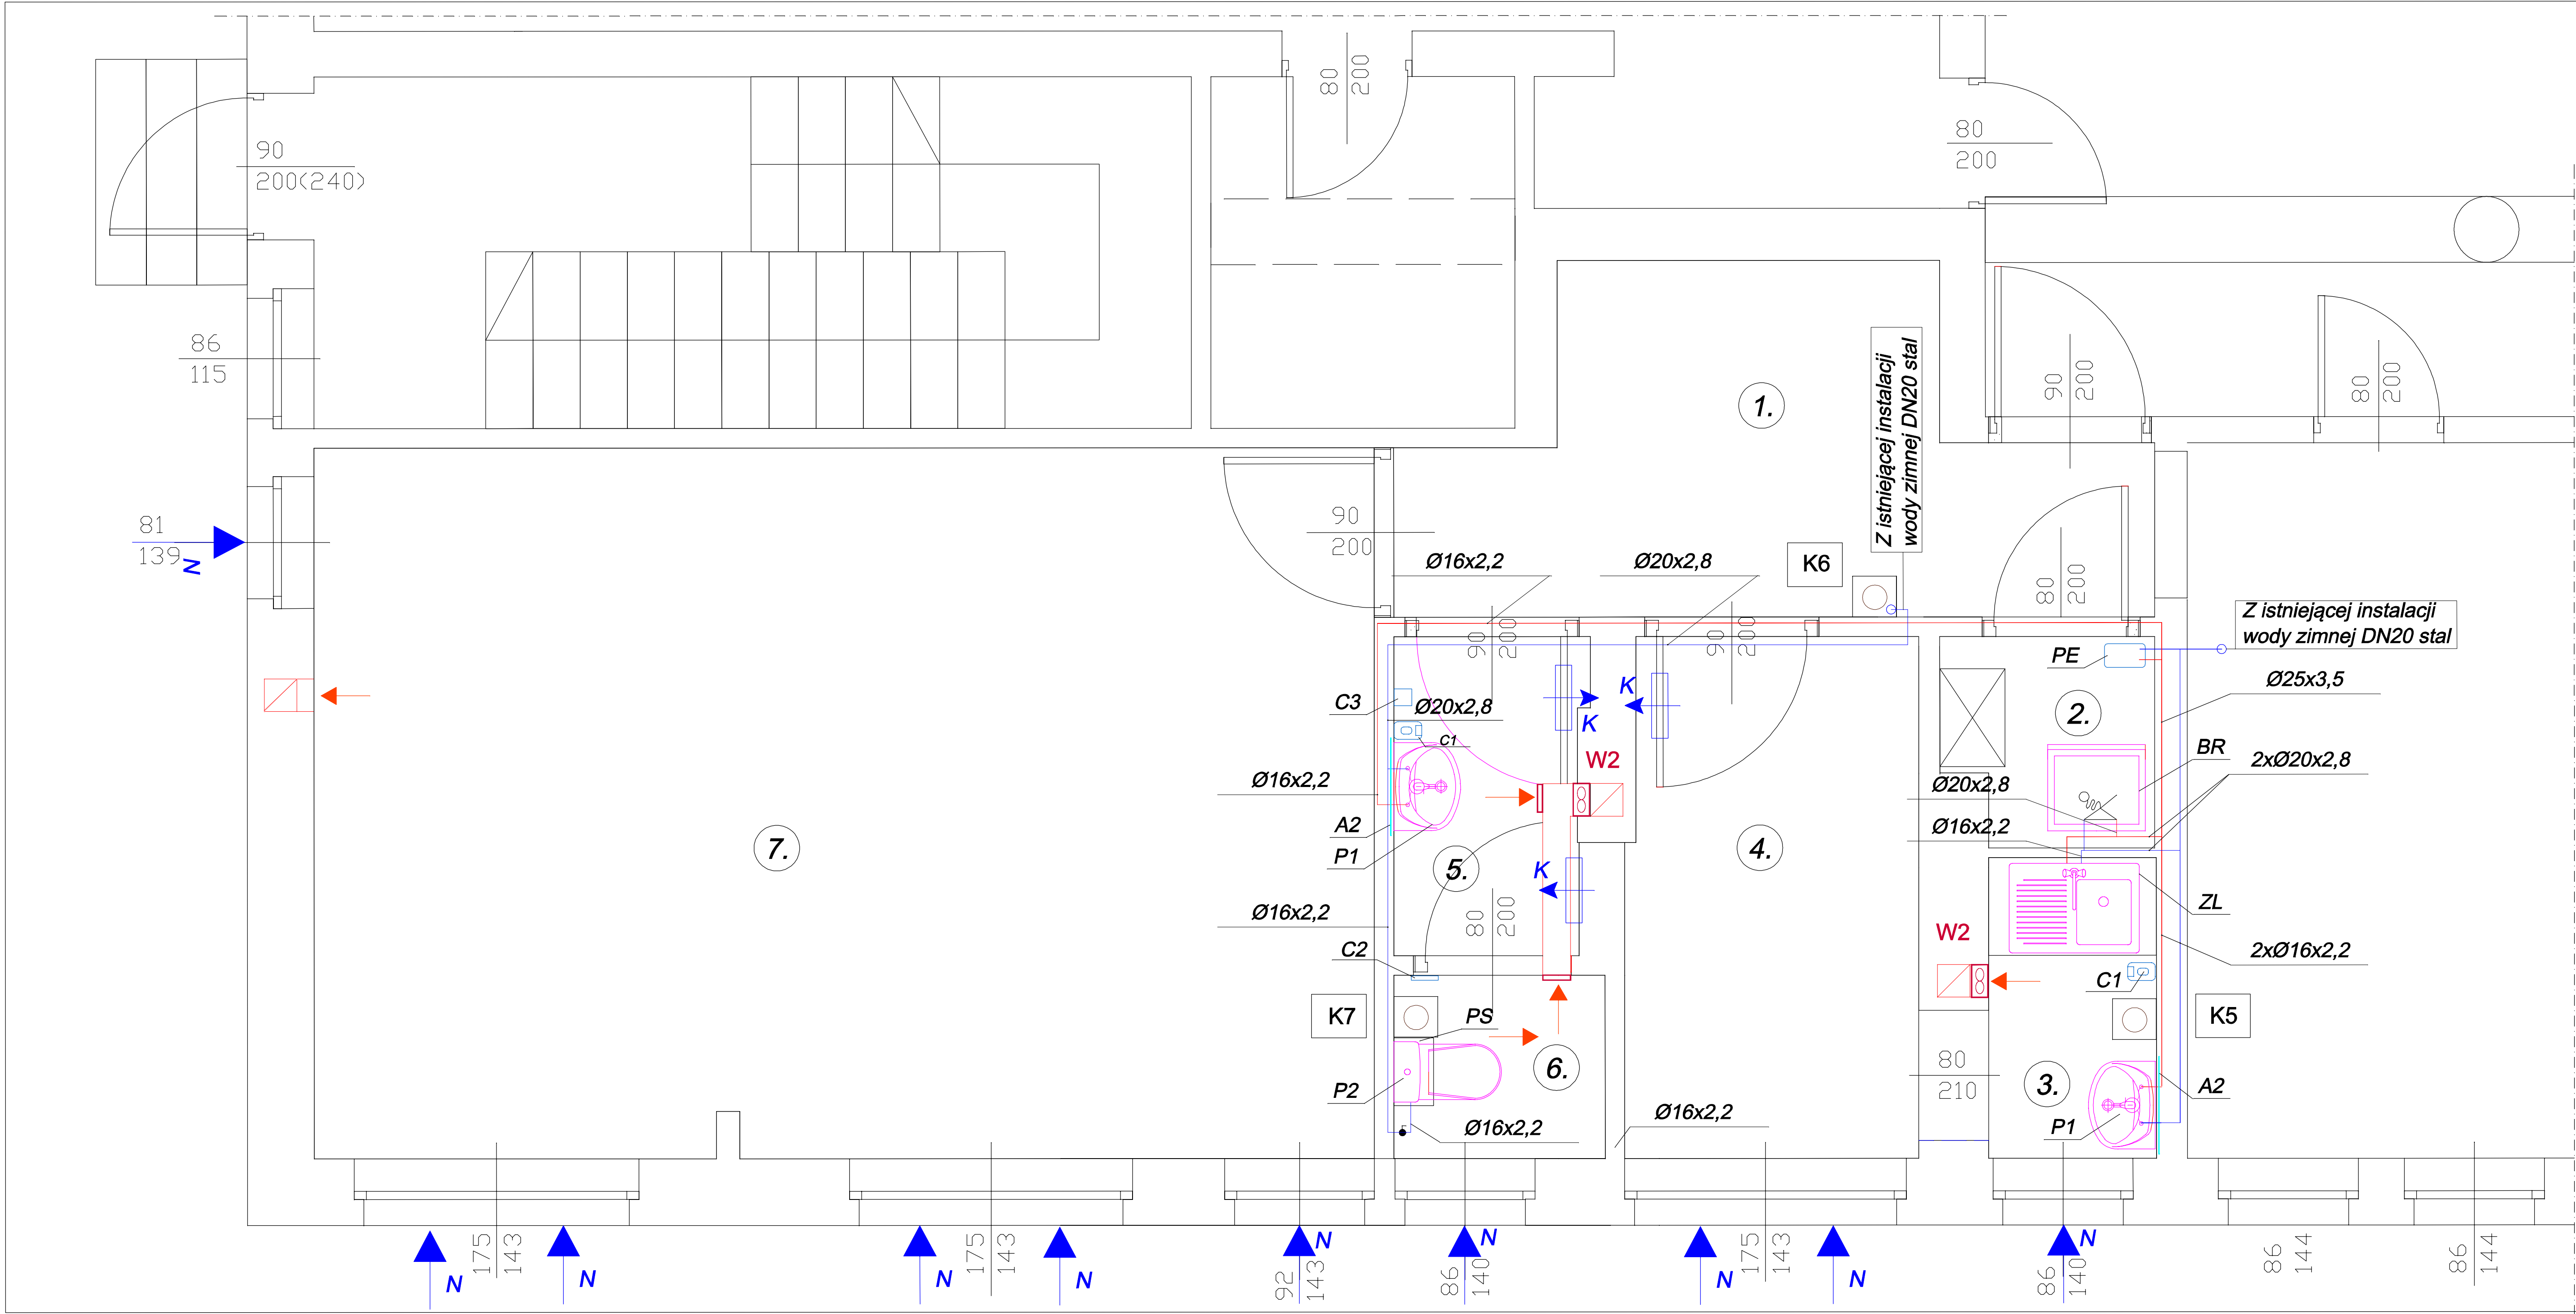 80
200
90
200(240)
80
200
86
115
1.
Z istniejącej instalacji
wody zimnej DN20 stal
90
200
80
200
81
139
N
90
200
Ø16x2,2
Ø20x2,8
K6
80
200
Z istniejącej instalacji
wody zimnej DN20 stal
90
200
90
200
PE
Ø25x3,5
C3
Ø20x2,8
K
K
2.
C1
W2
BR
2xØ20x2,8
Ø16x2,2
Ø20x2,8
A2
P1
Ø16x2,2
7.
5.
K
4.
ZL
Ø16x2,2
80
200
W2
2xØ16x2,2
C2
C1
K7
PS
K5
6.
80
210
3.
P2
A2
Ø16x2,2
Ø16x2,2
P1
N
175
143
N
N
175
143
N
92
143
N
86
140
N
N
175
143
N
86
140
N
86
144
86
144